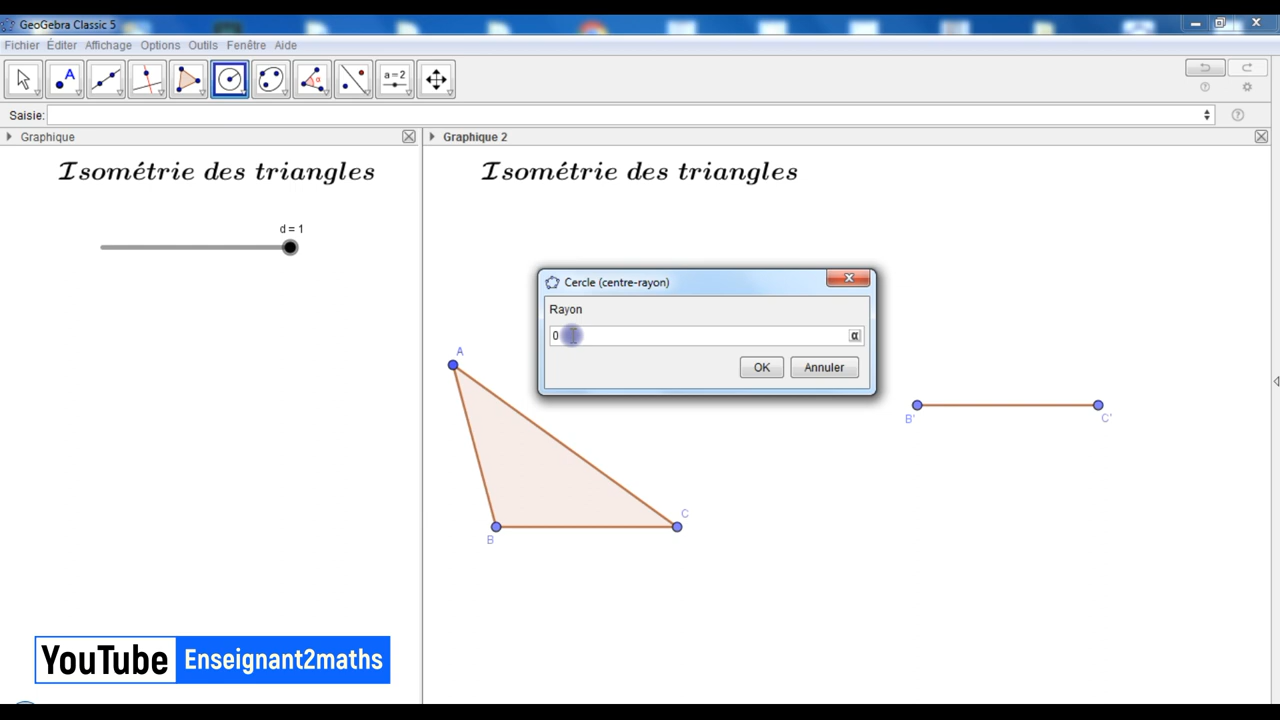 GeoGebra Classic 5
Fichier Éditer Affichage Options Outils Fenêtre Aide
A
α
a = 2
Saisie:
Graphique
Graphique 2
Isométrie des triangles
Isométrie des triangles
d = 1
Cercle (centre-rayon)
Rayon
0
α
OK
Annuler
A
B'
C'
C
B
YouTube Enseignant2maths